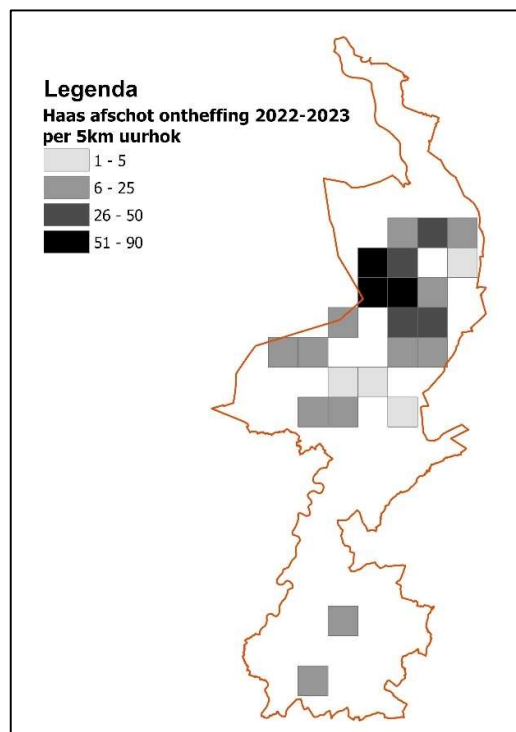 Legenda
Haas afschot ontheffing 2022-2023
per 5km uurhok
1 - 5
6 - 25
26 - 50
51 - 90